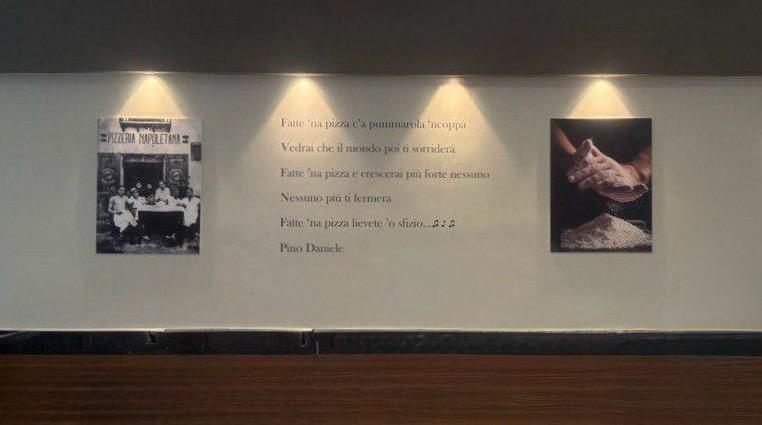 PIZZERIA NAPOLETANA
Fatte 'na pizza c'a pummarola 'ncoppa
Vedrai che il mondo poi ti sorriderà
Fatte 'na pizza e crescerai più forte nessuno
Nessuno più ti fermera
Fatte 'na pizza lievete 'o sfizio...♫♪♫
Pino Daniele